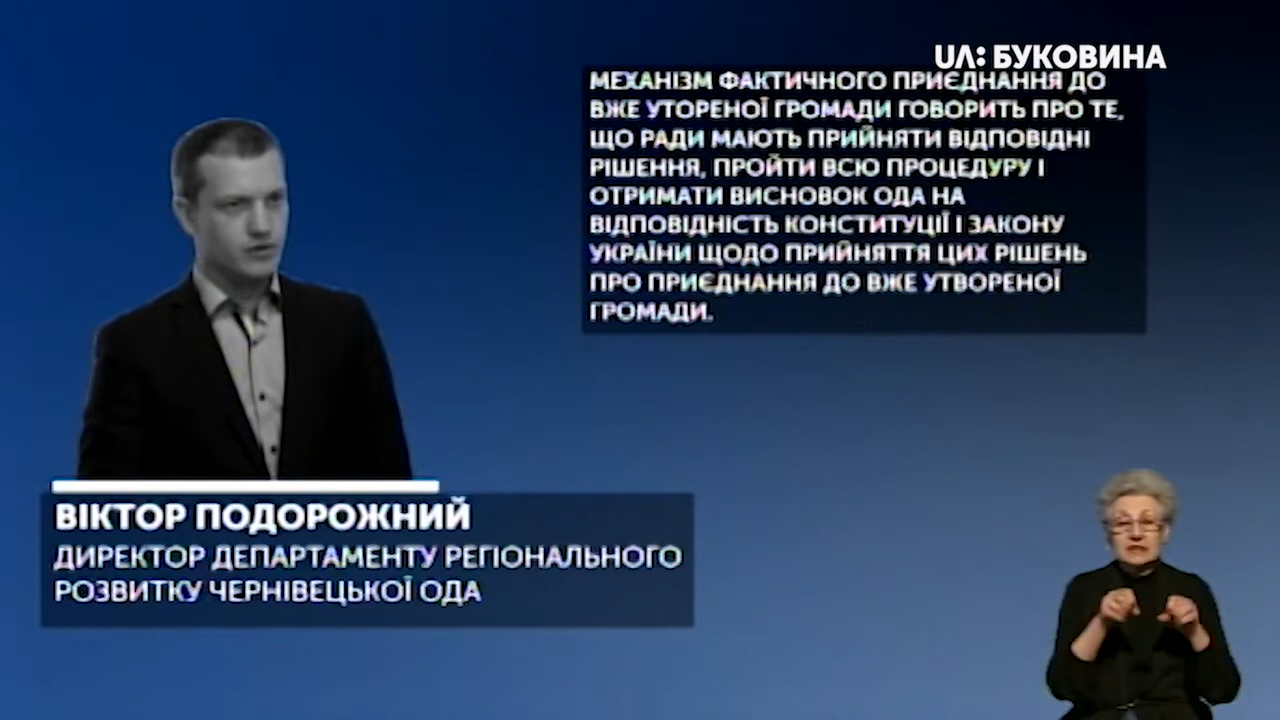 UA: БУКОВИНА
МЕХАНІЗМ ФАКТИЧНОГО ПРИЄДНАННЯ ДО
ВЖЕ УТОРЕНОЇ ГРОМАДИ ГОВОРИТЬ ПРО ТЕ,
ЩО РАДИ МАЮТЬ ПРИЙНЯТИ ВІДПОВІДНІ
РІШЕННЯ, ПРОЙТИ ВСЮ ПРОЦЕДУРУ І
ОТРИМАТИ ВИСНОВОК ОДА НА
ВІДПОВІДНІСТЬ КОНСТИТУЦІЇ І ЗАКОНУ
УКРАЇНИ ЩОДО ПРИЙНЯТТЯ ЦИХ РІШЕНЬ
ПРО ПРИЄДНАННЯ ДО ВЖЕ УТВОРЕНОЇ
ГРОМАДИ.
ВІКТОР ПОДОРОЖНИЙ
ДИРЕКТОР ДЕПАРТАМЕНТУ РЕГІОНАЛЬНОГО
РОЗВИТКУ ЧЕРНІВЕЦЬКОЇ ОДА